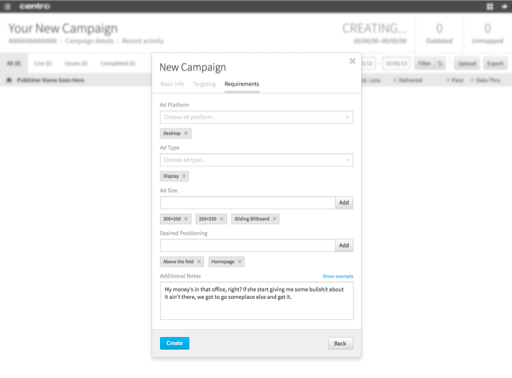 centro
Your New Campaign
CREATING...
0
0
Campaign details
Recent activity
00/00/00–00/00/00
Outdated
Unmapped
All (0)
Live (0)
Issues (0)
Completed (0)
Filter
Upload
Export
Publisher Name Goes Here
Delivered
Pace
Data Thru
New Campaign
Basic Info
Targeting
Requirements
Ad Platform
Choose ad platform...
Desktop
Ad Type
Choose ad type...
Display
Ad Size
Add
300×250
250×250
Sliding Billboard
Desired Positioning
Add
Above the fold
Homepage
Additional Notes
Show example
My money's in that office, right? If she start giving me some bullshit about
it ain't there, we got to go someplace else and get it.
Create
Back